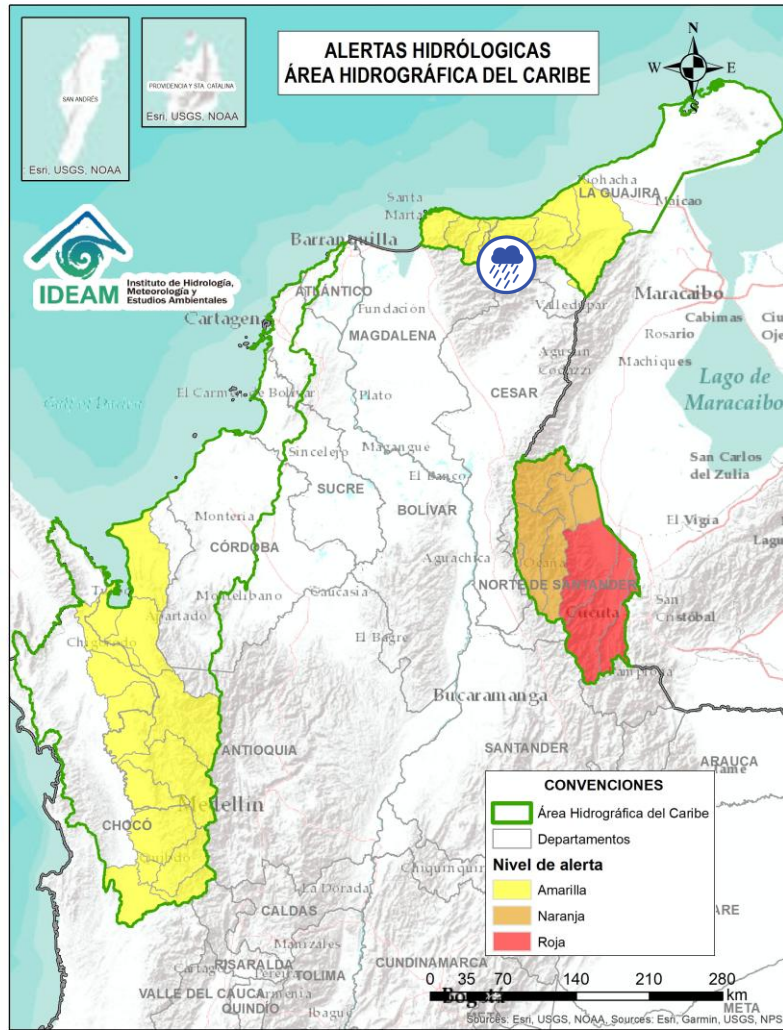 ALERTAS HIDRÓLOGICAS
ÁREA HIDROGRÁFICA DEL CARIBE
N
W
E
S
SAN ANDRÉS
: Esri, USGS, NOAA
PROVIDENCIA Y STA. CATALINA
Esri, USGS, NOAA
IDEAM
Instituto de Hidrología,
Meteorología y
Estudios Ambientales
LA GUAJIRA
Maicao
Santa
Marta
Barranquilla
ATLÁNTICO
Cartagen
Fundación
MAGDALENA
Valledupar
Maracaibo
Cabimas
Rosario
Machiques
Lago de
Maracaibo
Agustín
Codazzi
CESAR
El Carmen de Bolívar
Plato
Sincelejo
Magangue
SUCRE
El Banco
BOLÍVAR
San Carlos
del Zulia
El Vigía
Montería
CÓRDOBA
Aguachica
NORTE DE SANTANDER
Cúcuta
San
Cristóbal
Montelíbano
Caucasia
Apartado
El Bagre
Bucaramanga
SANTANDER
ARAUCA
ANTIOQUIA
Medellín
CHOCÓ
Quibdó
La Dorada
CALDAS
Manizales
RISARALDA
TOLIMA
CUNDINAMARCA
VALLE DEL CAUCA
QUINDÍO
Ibagué
Bogotá
META
META
CONVENCIONES
Área Hidrográfica del Caribe
Departamentos
Nivel de alerta
Amarilla
Naranja
Roja
0 35 70 140 210 280
km
Sources: Esri, USGS, NOAA, Sources: Esri, Garmin, USGS, NPS